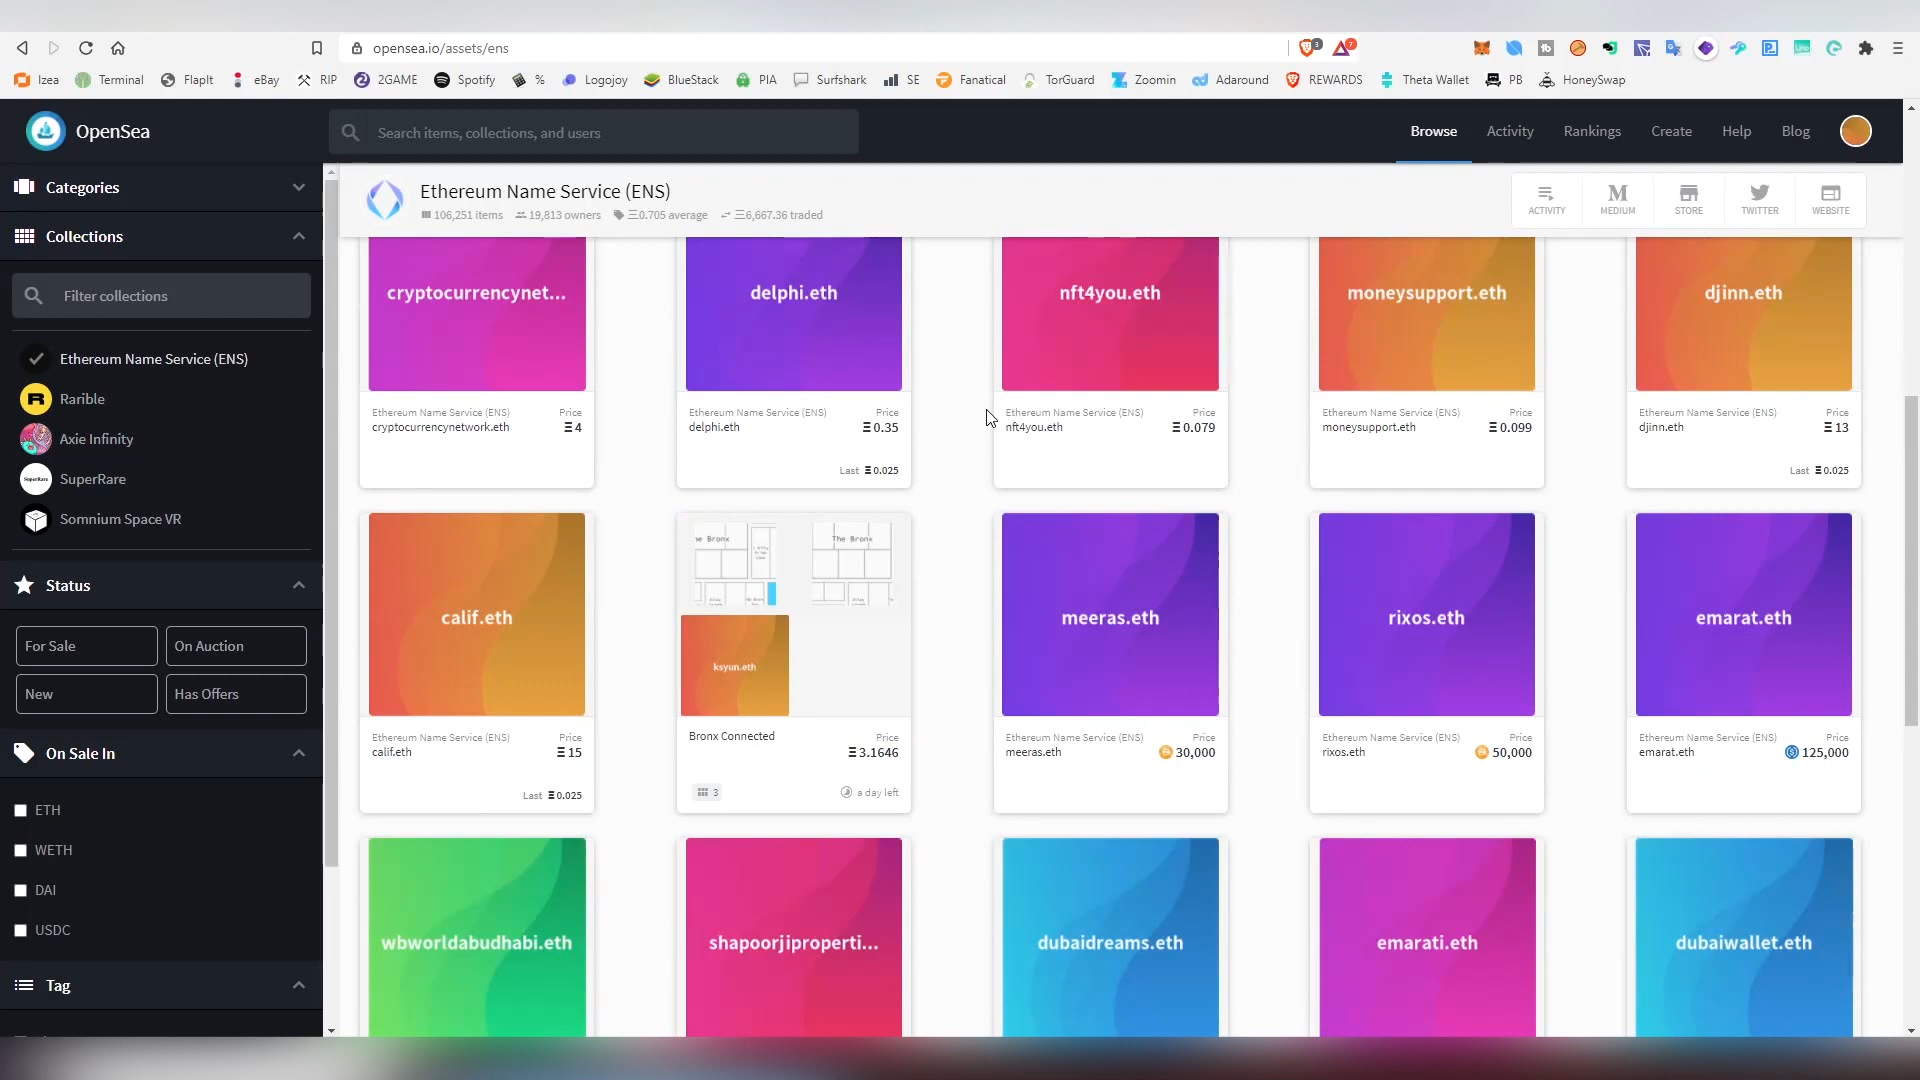 opensea.io/assets/ens
3
7
Izea
Terminal
FlapIt
eBay
RIP
2GAME
Spotify
%
Logojoy
BlueStack
PIA
Surfshark
SE
Fanatical
TorGuard
Zoomin
Adaround
REWARDS
Theta Wallet
PB
HoneySwap
OpenSea
Search items, collections, and users
Browse
Activity
Rankings
Create
Help
Blog
Categories
Collections
Filter collections
Ethereum Name Service (ENS)
Rarible
Axie Infinity
SuperRare
Somnium Space VR
Status
For Sale
On Auction
New
Has Offers
On Sale In
ETH
WETH
DAI
USDC
Tag
Ethereum Name Service (ENS)
106,251 items 19,813 owners Ξ0.705 average Ξ6,667.36 traded
ACTIVITY
MEDIUM
STORE
TWITTER
WEBSITE
cryptocurrencynet...
Ethereum Name Service (ENS) Price
cryptocurrencynetwork.eth Ξ 4
delphi.eth
Ethereum Name Service (ENS) Price
delphi.eth Ξ 0.35
Last Ξ 0.025
nft4you.eth
Ethereum Name Service (ENS) Price
nft4you.eth Ξ 0.079
moneysupport.eth
Ethereum Name Service (ENS) Price
moneysupport.eth Ξ 0.099
djinn.eth
Ethereum Name Service (ENS) Price
djinn.eth Ξ 13
Last Ξ 0.025
calif.eth
Ethereum Name Service (ENS) Price
calif.eth Ξ 15
Last Ξ 0.025
he Bronx
The Bronx
ksyun.eth
Bronx Connected Price
Ξ 3.1646
3 a day left
meeras.eth
Ethereum Name Service (ENS) Price
meeras.eth 30,000
rixos.eth
Ethereum Name Service (ENS) Price
rixos.eth 50,000
emarat.eth
Ethereum Name Service (ENS) Price
emarat.eth 125,000
wbworldabudhabi.eth
shapoorjiproperti...
dubaidreams.eth
emarati.eth
dubaiwallet.eth